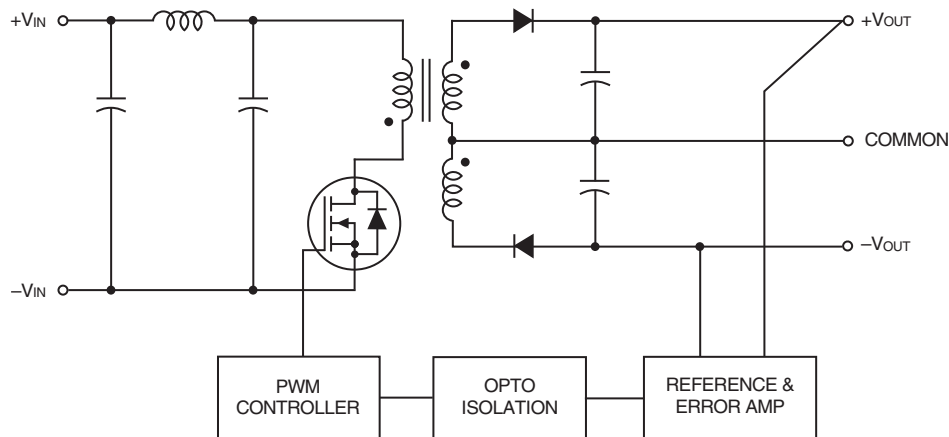 +VIN
+VOUT
COMMON
–VIN
–VOUT
PWM
CONTROLLER
OPTO
ISOLATION
REFERENCE &
ERROR AMP